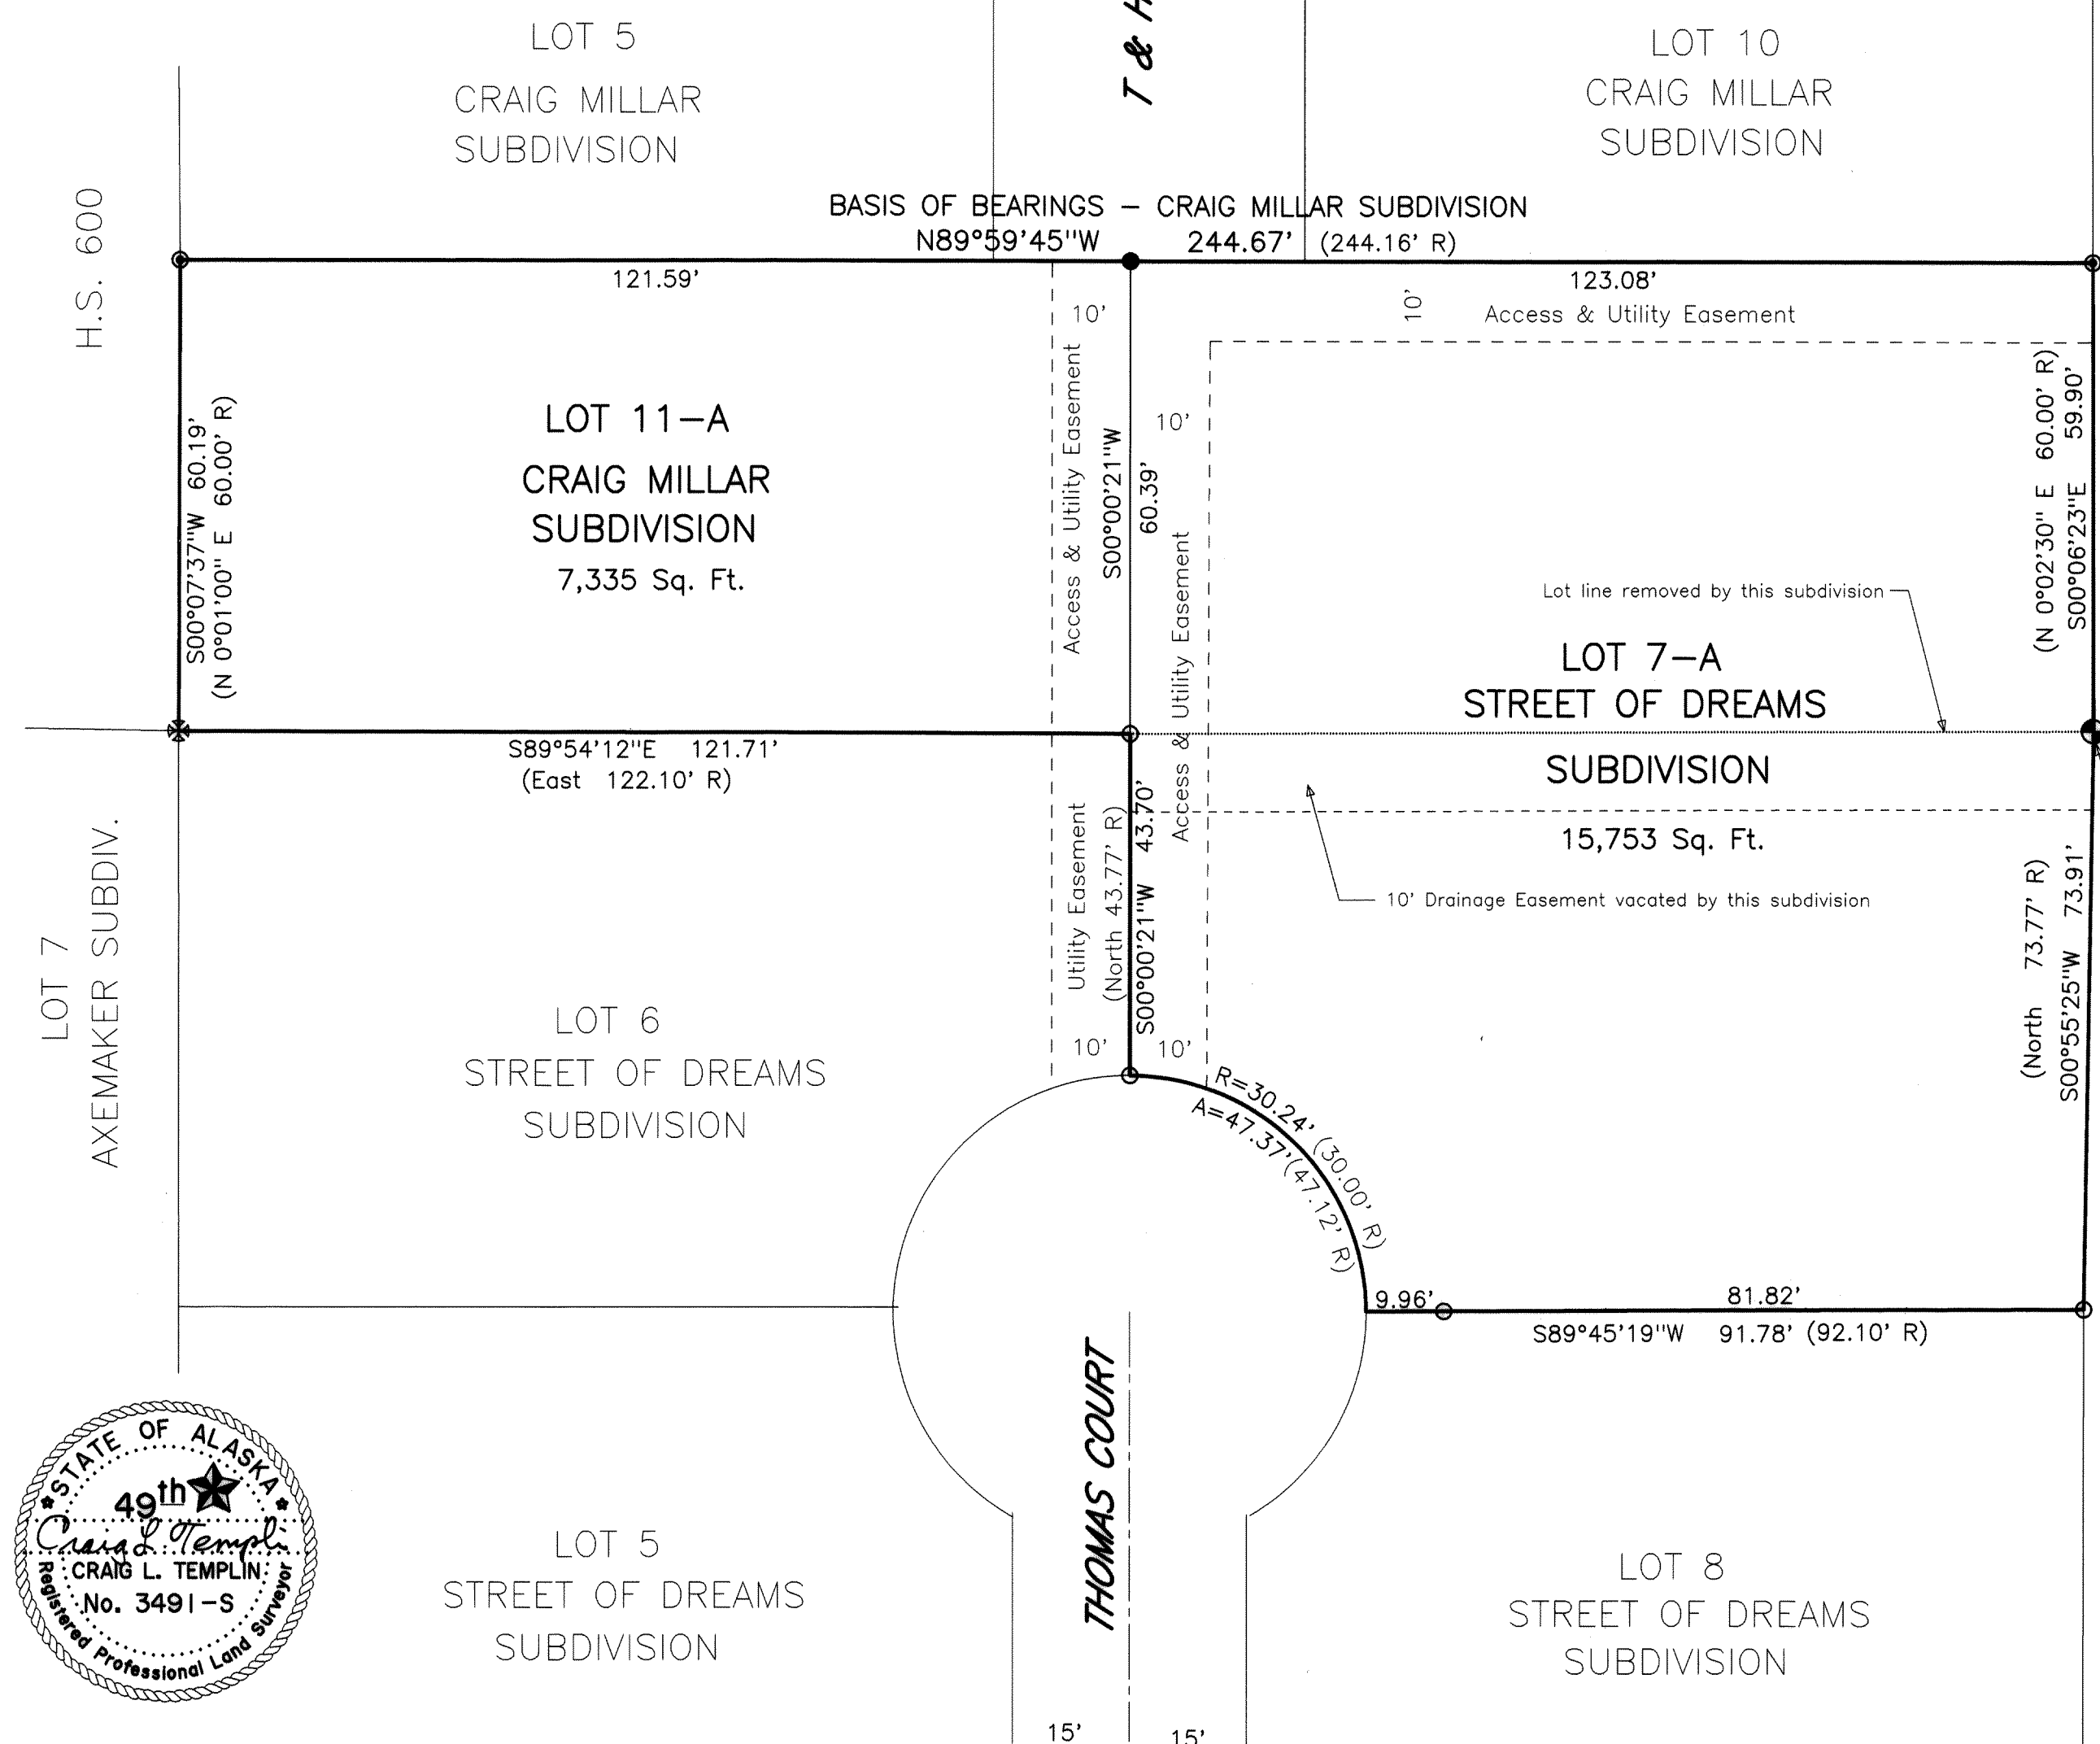 LOT 5
CRAIG MILLAR
SUBDIVISION
T & H
LOT 10
CRAIG MILLAR
SUBDIVISION
H.S. 600
BASIS OF BEARINGS – CRAIG MILLAR SUBDIVISION
N89°59'45"W 244.67' (244.16' R)
121.59'
123.08'
10'
10'
Access & Utility Easement
S00°07'37"W 60.19'
(N 0°01'00" E 60.00' R)
LOT 11-A
CRAIG MILLAR
SUBDIVISION
7,335 Sq. Ft.
Access & Utility Easement
S00°00'21"W
60.39'
10'
Access & Utility Easement
Access & Utility Easement
(N 0°02'30" E 60.00' R)
S00°06'23"E 59.90'
Lot line removed by this subdivision
LOT 7-A
STREET OF DREAMS
SUBDIVISION
15,753 Sq. Ft.
S89°54'12"E 121.71'
(East 122.10' R)
Utility Easement
(North 43.77' R)
S00°00'21"W 43.70'
10' Drainage Easement vacated by this subdivision
(North 73.77' R)
S00°55'25"W 73.91'
LOT 7
AXEMAKER SUBDIV.
LOT 6
STREET OF DREAMS
SUBDIVISION
10'
10'
R=30.24' (30.00' R)
A=47.37'(47.12' R)
9.96'
81.82'
S89°45'19"W 91.78' (92.10' R)
THOMAS COURT
STATE OF ALASKA
49th
Craig L. Templi
CRAIG L. TEMPLIN
No. 3491-S
Registered Professional Land Surveyor
LOT 5
STREET OF DREAMS
SUBDIVISION
LOT 8
STREET OF DREAMS
SUBDIVISION
15'
15'